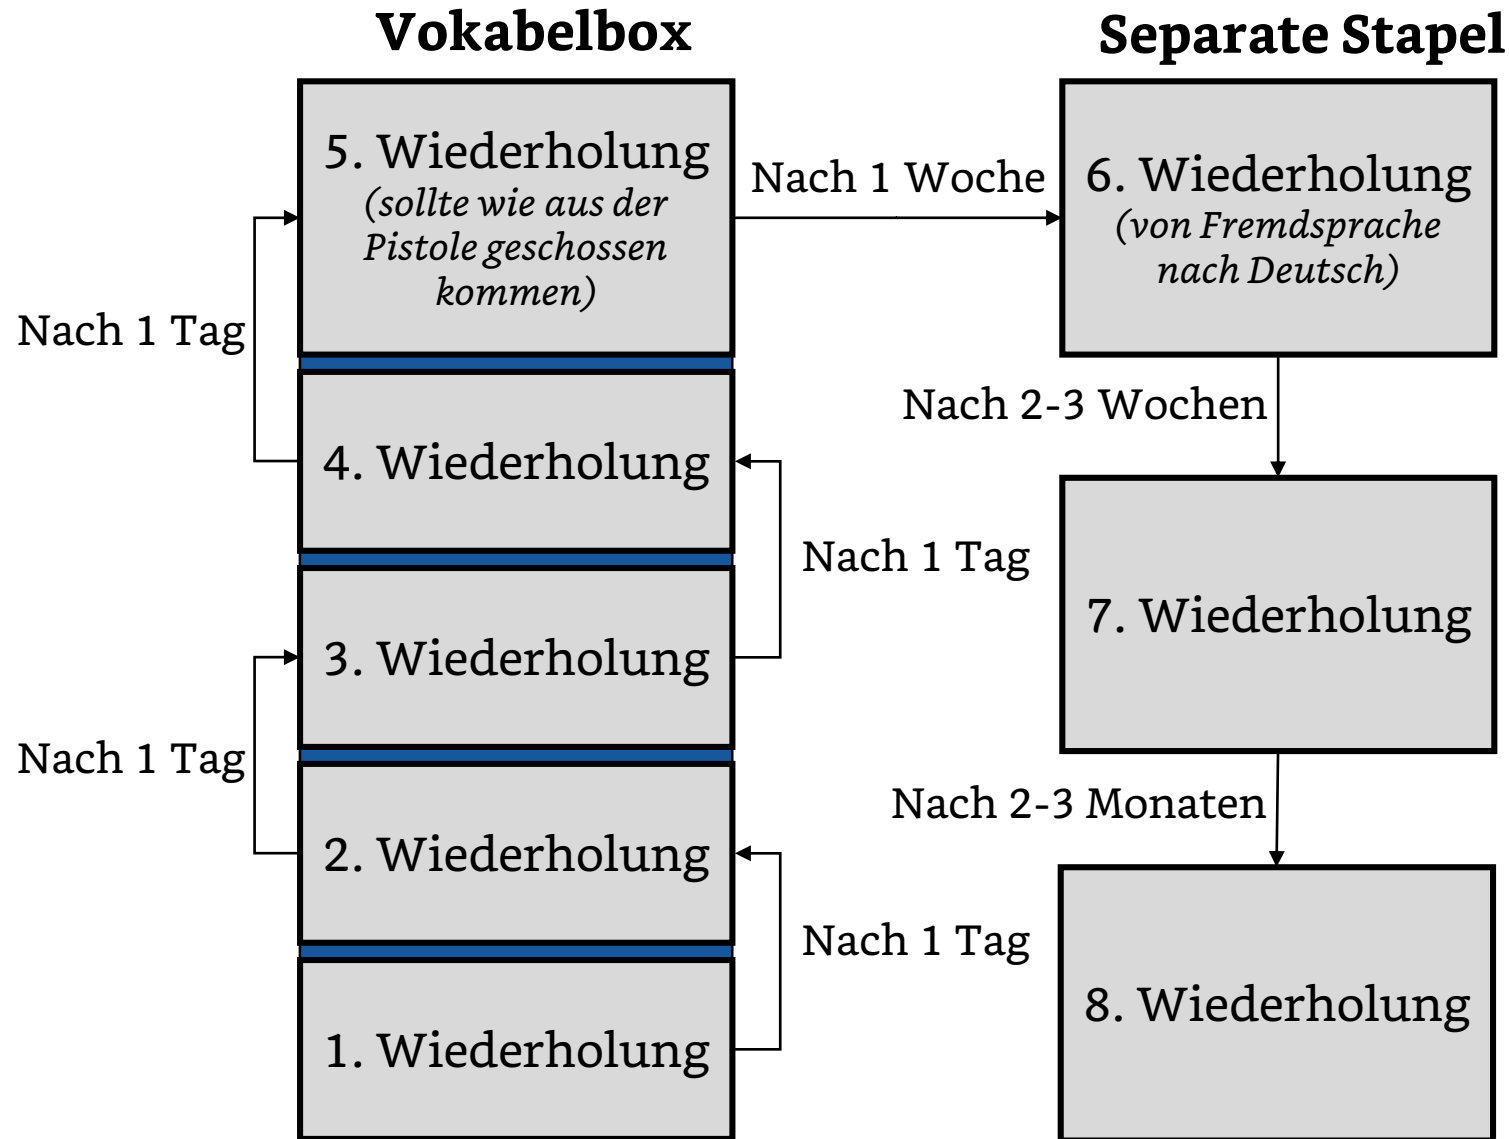 Vokabelbox
Separate Stapel
5. Wiederholung
(sollte wie aus der
Pistole geschossen
kommen)
Nach 1 Woche
6. Wiederholung
(von Fremdsprache
nach Deutsch)
Nach 1 Tag
Nach 2-3 Wochen
4. Wiederholung
Nach 1 Tag
7. Wiederholung
3. Wiederholung
Nach 1 Tag
Nach 2-3 Monaten
2. Wiederholung
Nach 1 Tag
8. Wiederholung
1. Wiederholung